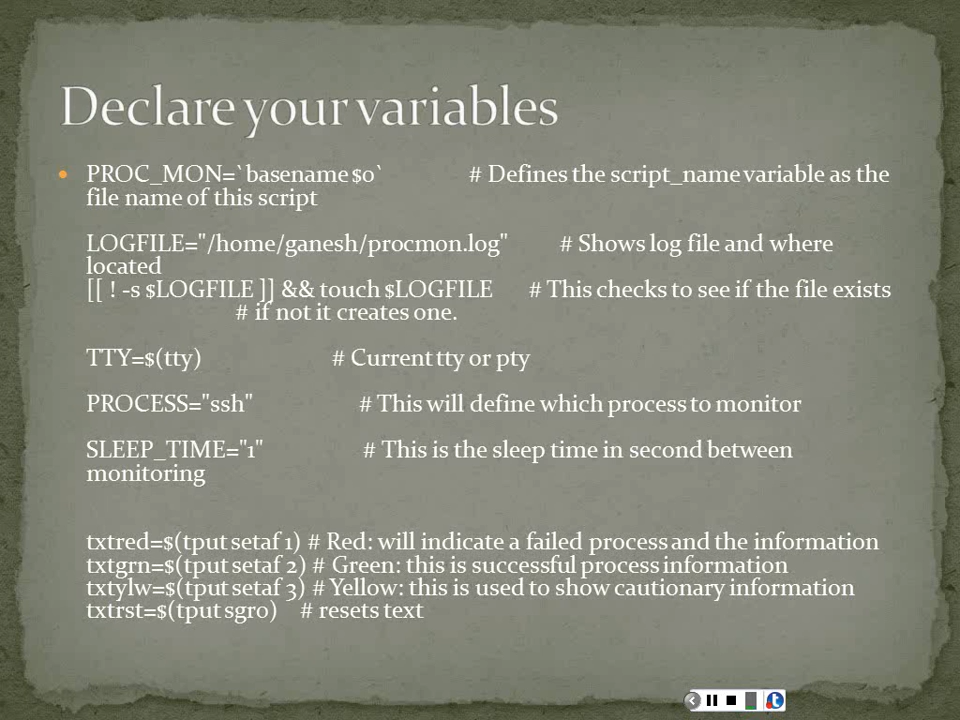 Declare your variables
PROC_MON=`basename $0` # Defines the script_name variable as the
file name of this script
LOGFILE="/home/ganesh/procmon.log" # Shows log file and where
located
[[ ! -s $LOGFILE ]] && touch $LOGFILE # This checks to see if the file exists
# if not it creates one.
TTY=$(tty) # Current tty or pty
PROCESS="ssh" # This will define which process to monitor
SLEEP_TIME="1" # This is the sleep time in second between
monitoring
txtred=$(tput setaf 1) # Red: will indicate a failed process and the information
txtgrn=$(tput setaf 2) # Green: this is successful process information
txtylw=$(tput setaf 3) # Yellow: this is used to show cautionary information
txtrst=$(tput sgr0) # resets text